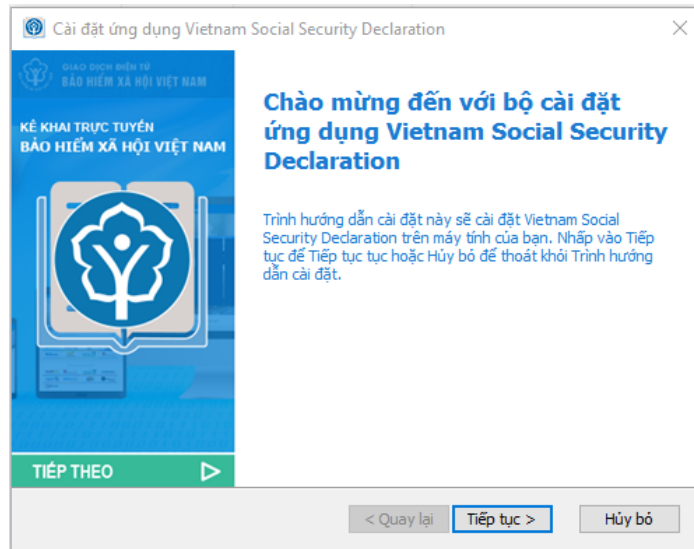 Cài đặt ứng dụng Vietnam Social Security Declaration
GIAO DỊCH ĐIỆN TỬ
BẢO HIỂM XÃ HỘI VIỆT NAM
KÊ KHAI TRỰC TUYẾN
BẢO HIỂM XÃ HỘI VIỆT NAM
Chào mừng đến với bộ cài đặt
ứng dụng Vietnam Social Security
Declaration
Trình hướng dẫn cài đặt này sẽ cài đặt Vietnam Social
Security Declaration trên máy tính của bạn. Nhấp vào Tiếp
tục để Tiếp tục tục hoặc Hủy bỏ để thoát khỏi Trình hướng
dẫn cài đặt.
TIẾP THEO
< Quay lại
Tiếp tục >
Hủy bỏ